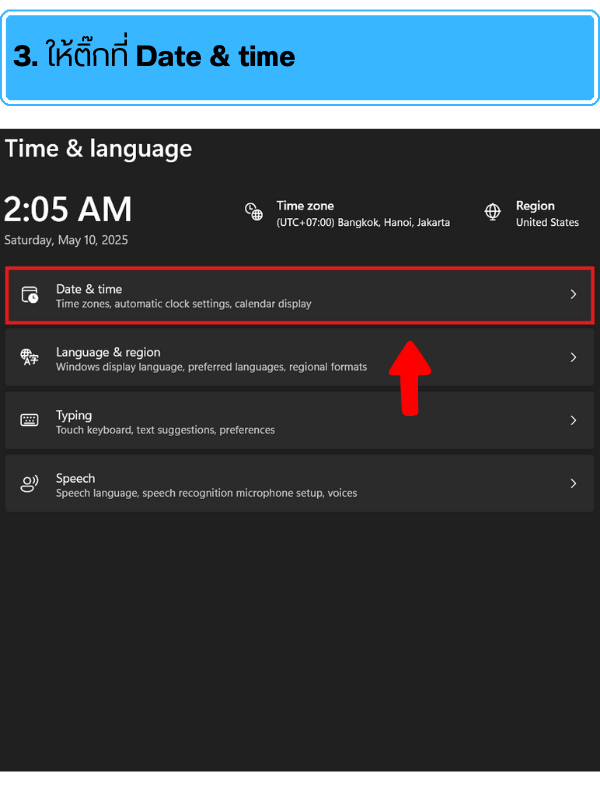 3. ให้ติ๊กที่ Date & time
Time & language
2:05 AM
Saturday, May 10, 2025
Time zone
(UTC+07:00) Bangkok, Hanoi, Jakarta
Region
United States
Date & time
Time zones, automatic clock settings, calendar display
Language & region
Windows display language, preferred languages, regional formats
Typing
Touch keyboard, text suggestions, preferences
Speech
Speech language, speech recognition microphone setup, voices